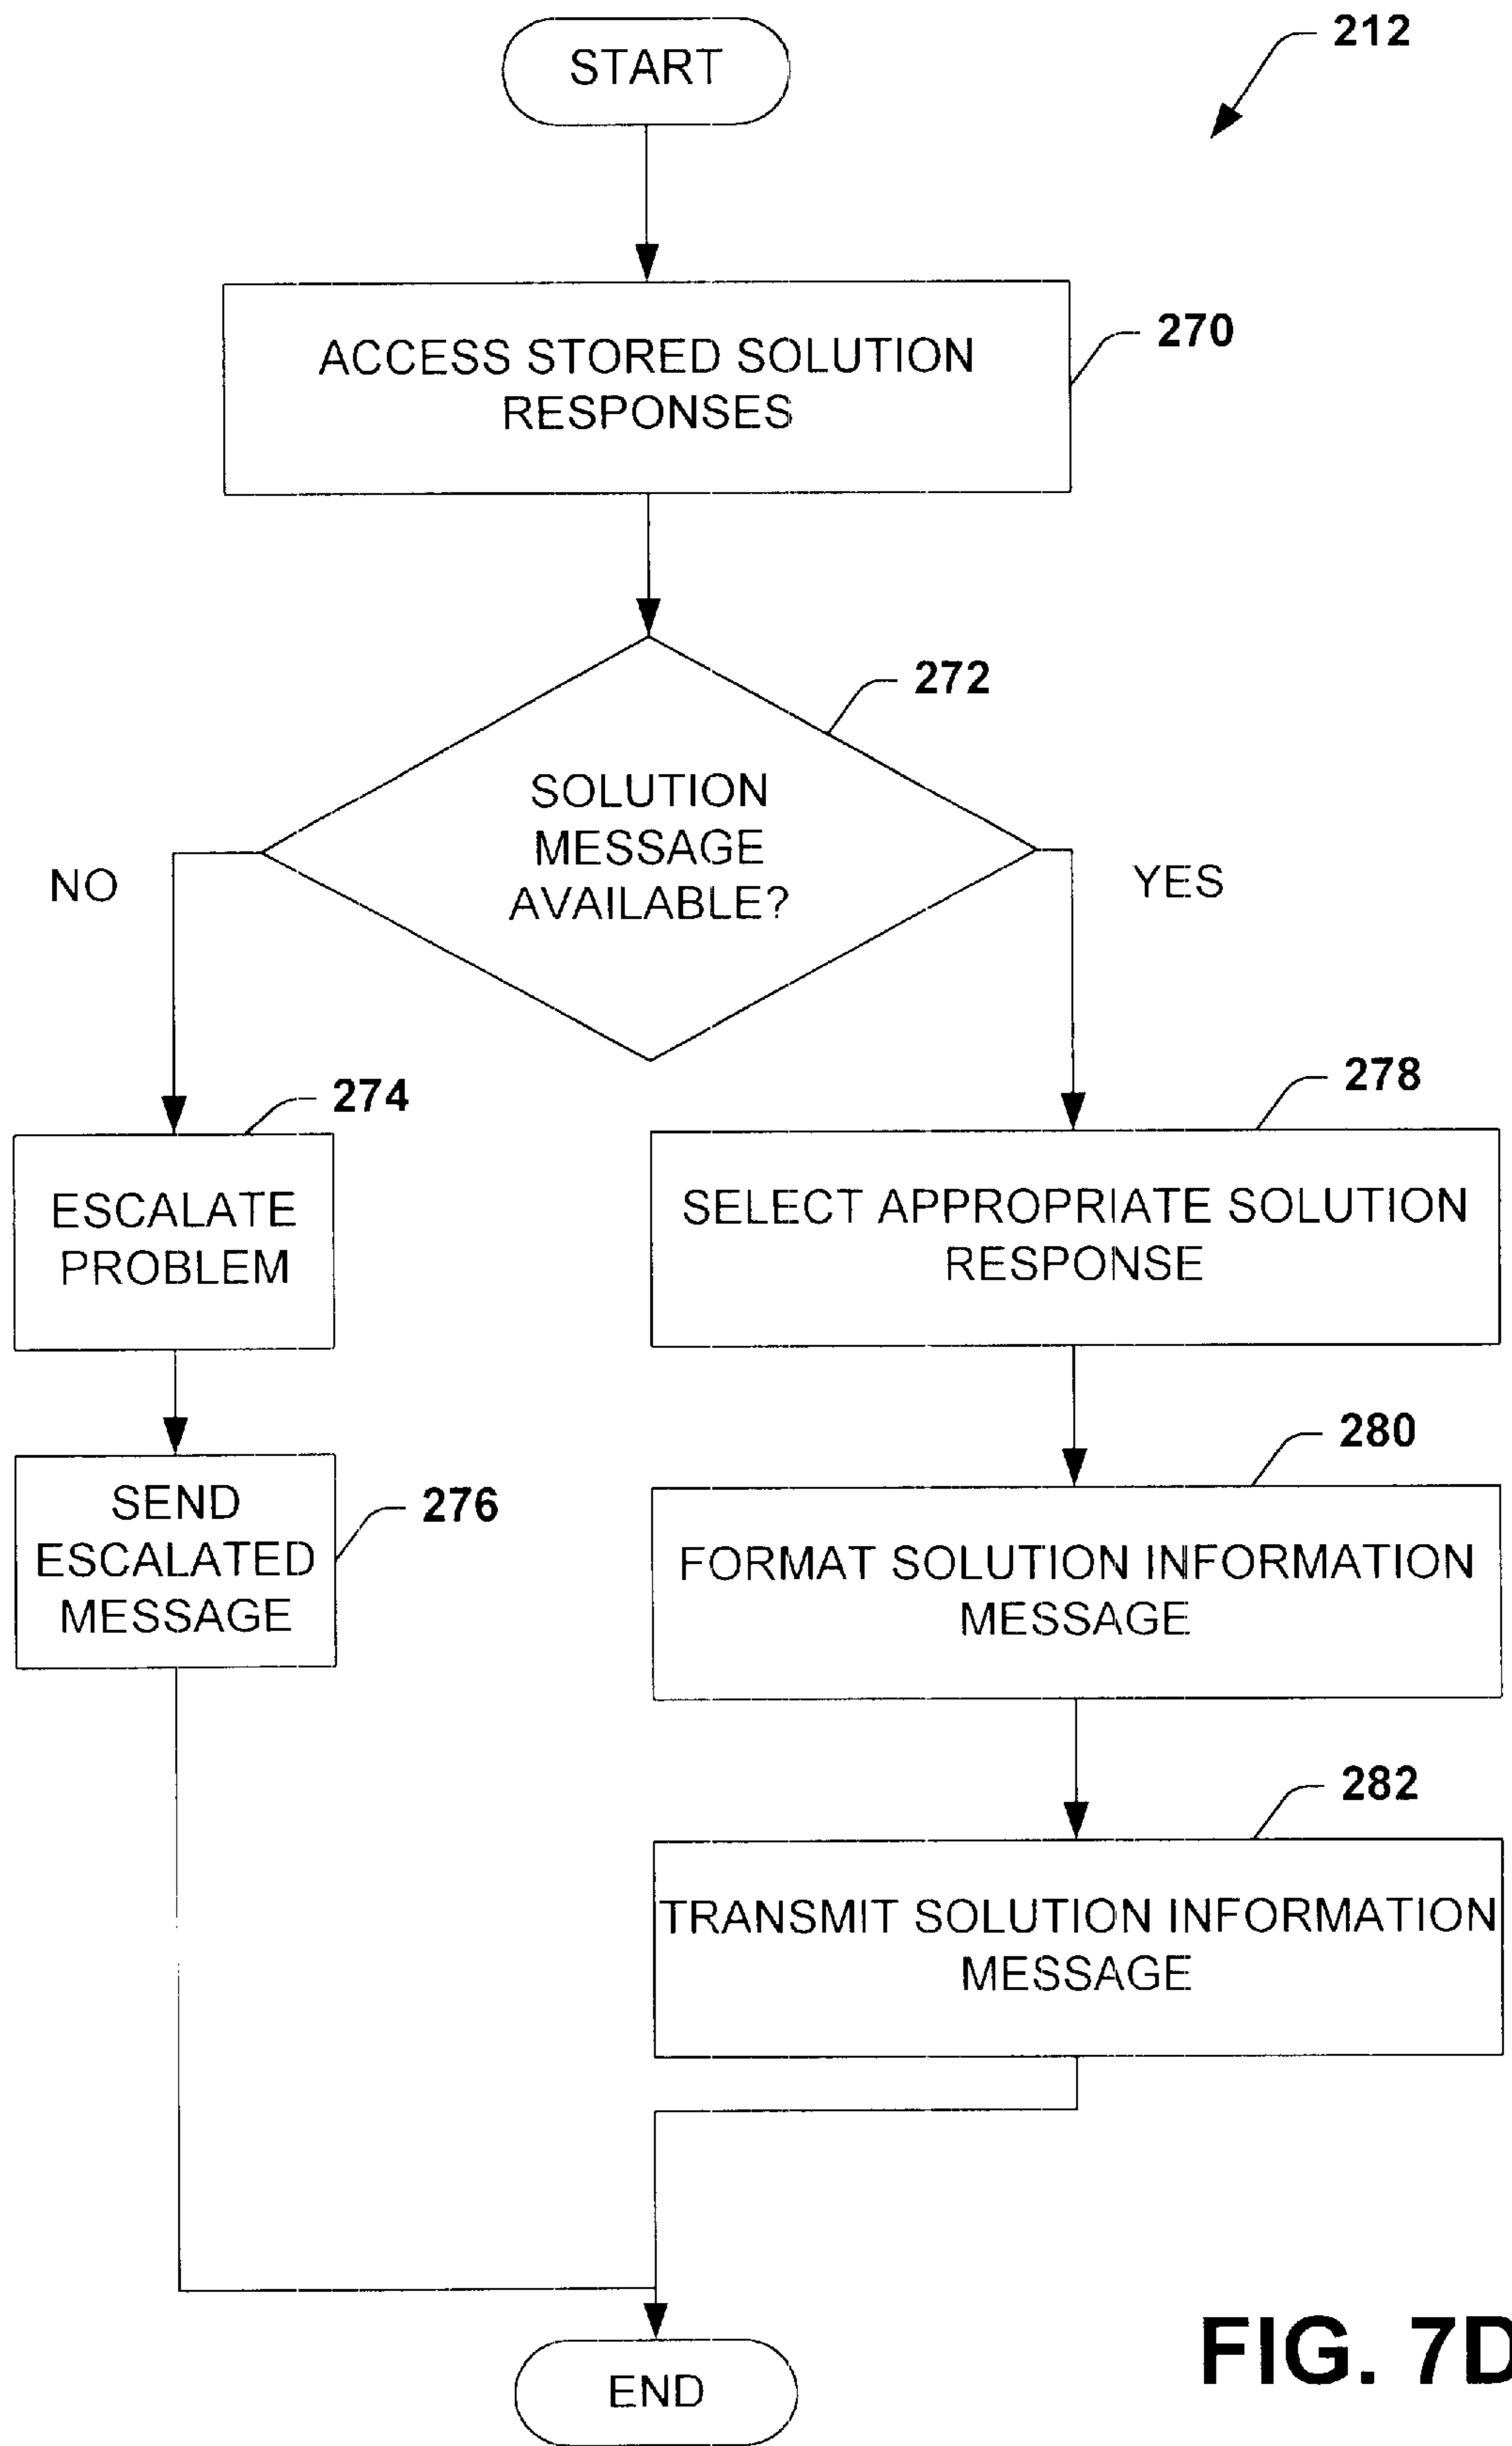 212
START
270
ACCESS STORED SOLUTION
RESPONSES
272
SOLUTION
MESSAGE
AVAILABLE?
NO
YES
274
278
ESCALATE
PROBLEM
SELECT APPROPRIATE SOLUTION
RESPONSE
280
SEND
ESCALATED
MESSAGE
276
FORMAT SOLUTION INFORMATION
MESSAGE
282
TRANSMIT SOLUTION INFORMATION
MESSAGE
END
FIG. 7D